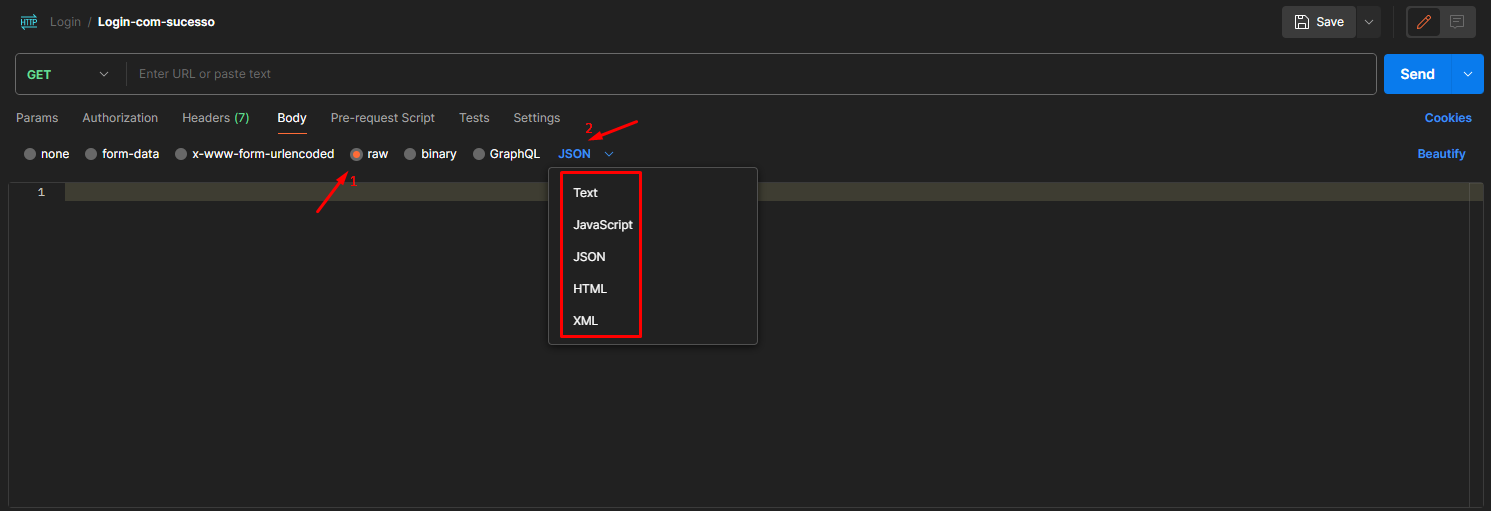 HTTP Login / Login-com-sucesso Save
GET Enter URL or paste text Send
Params Authorization Headers (7) Body Pre-request Script Tests Settings Cookies
2
none form-data x-www-form-urlencoded raw binary GraphQL JSON Beautify
1
1
Text
JavaScript
JSON
HTML
XML